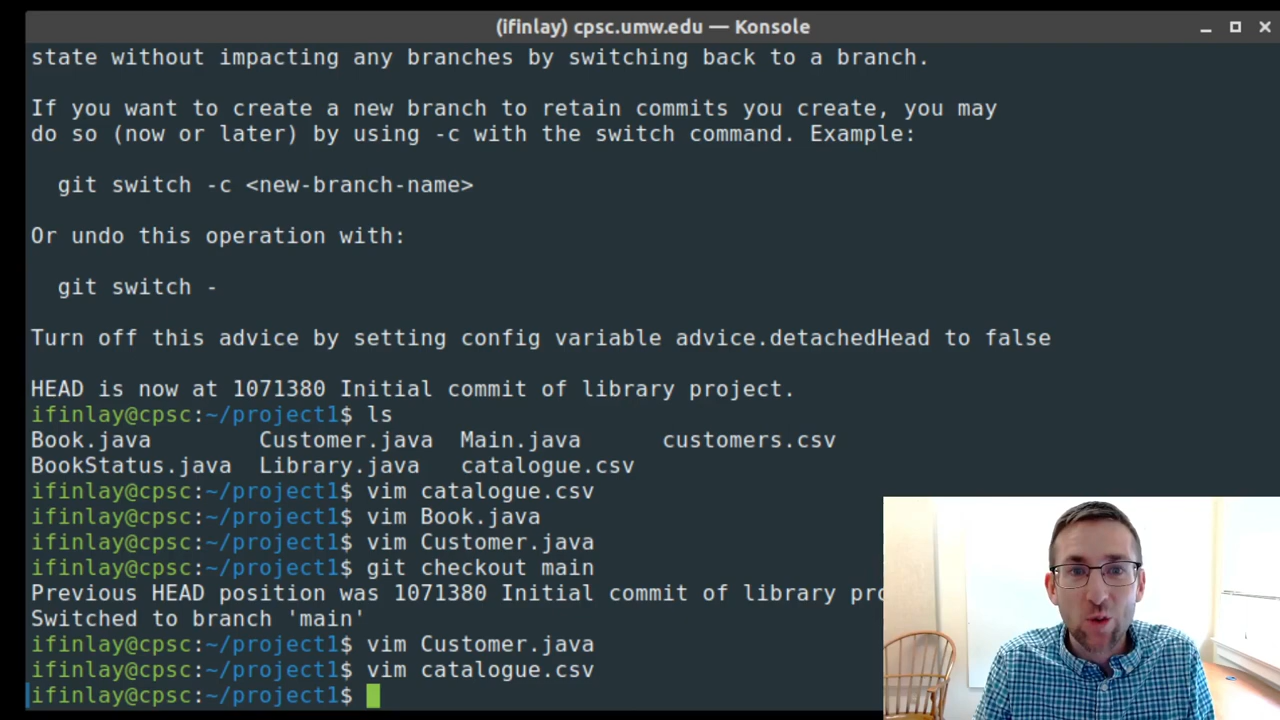 (ifinlay) cpsc.umw.edu — Konsole
state without impacting any branches by switching back to a branch.
If you want to create a new branch to retain commits you create, you may
do so (now or later) by using -c with the switch command. Example:
git switch -c <new-branch-name>
Or undo this operation with:
git switch -
Turn off this advice by setting config variable advice.detachedHead to false
HEAD is now at 1071380 Initial commit of library project.
ifinlay@cpsc:~/project1$ ls
Book.java Customer.java Main.java customers.csv
BookStatus.java Library.java catalogue.csv
ifinlay@cpsc:~/project1$ vim catalogue.csv
ifinlay@cpsc:~/project1$ vim Book.java
ifinlay@cpsc:~/project1$ vim Customer.java
ifinlay@cpsc:~/project1$ git checkout main
Previous HEAD position was 1071380 Initial commit of library pro
Switched to branch 'main'
ifinlay@cpsc:~/project1$ vim Customer.java
ifinlay@cpsc:~/project1$ vim catalogue.csv
ifinlay@cpsc:~/project1$